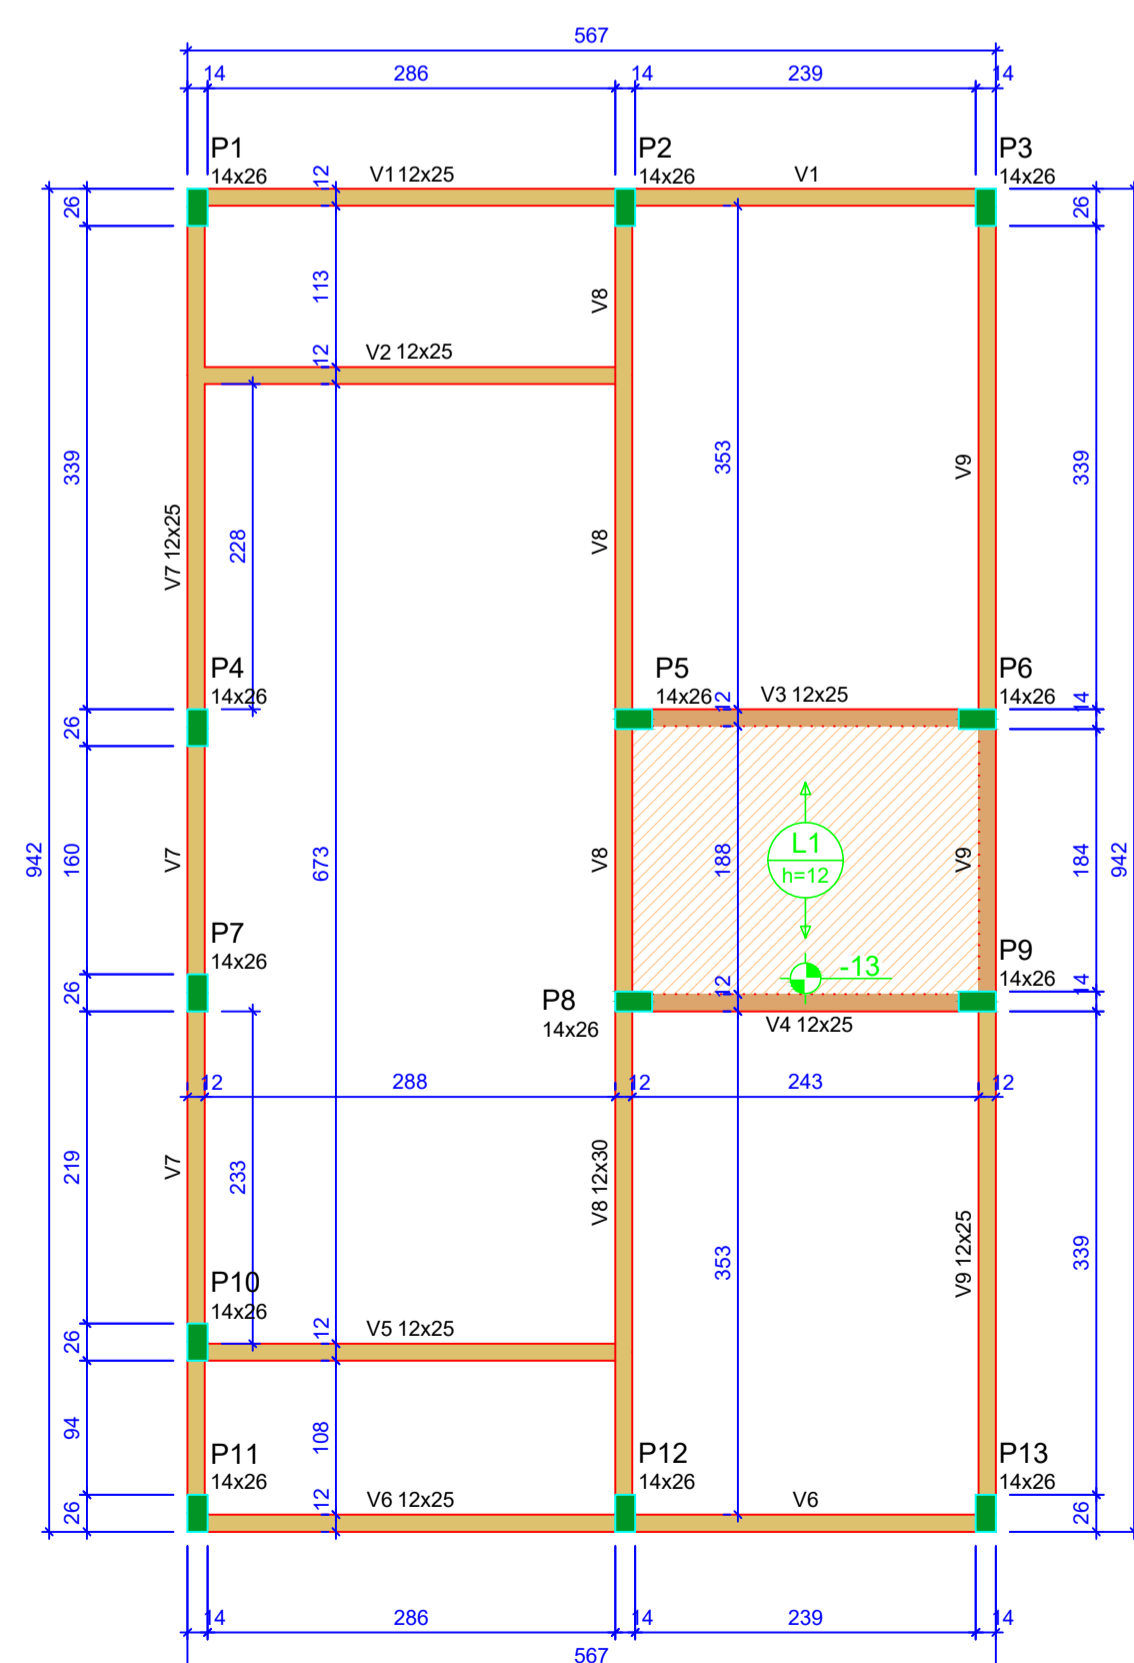 567
14 286 14 239 14
P1 P2 P3
14x26 12 V1 12x25 14x26 V1 14x26
26 26
113 V8
12 V2 12x25
339 353 V9 339
V7 12x25 228 V8
P4 P5 P6
14x26 14x26 12 V3 12x25 14x26 14
26
L1
h=12
942 160 V7 673 V8 188 V9 184 942
P7 P9
14x26 -13 14x26
26 P8 12 14
14x26 V4 12x25
12 288 12 243 12
219 V7 233 V8 12x30
353 V9 12x25 339
P10
14x26
26 12 V5 12x25
94 108
P11 P12 P13
14x26 14x26 14x26
26 12 V6 12x25 V6 26
14 286 14 239 14
567